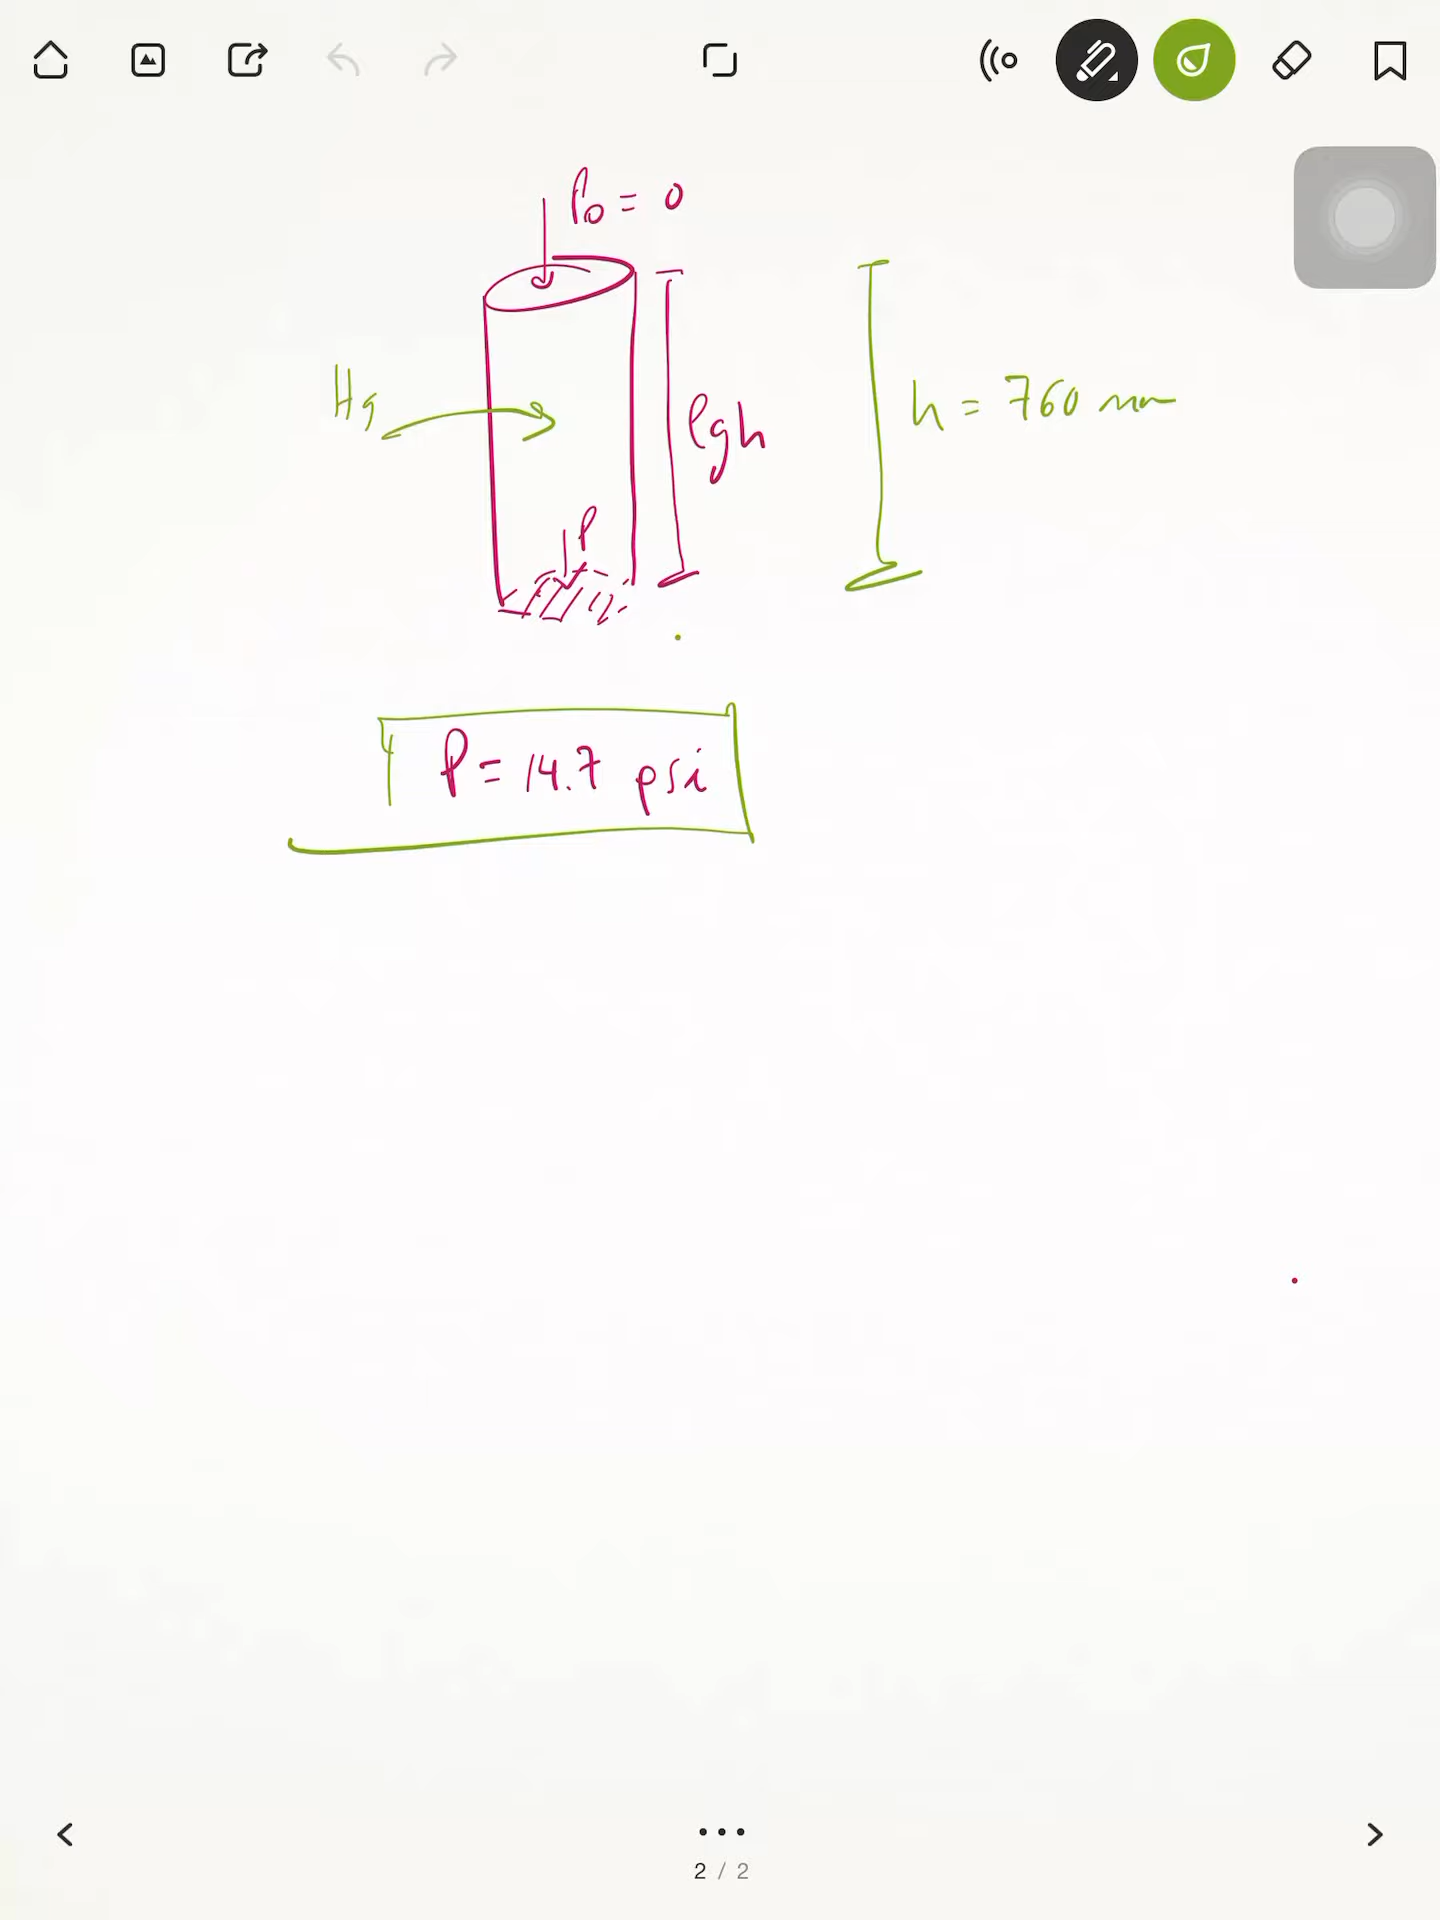 P₀ = 0
Hg
ρgh
h = 760 mm
P
P = 14.7 psi
2 / 2